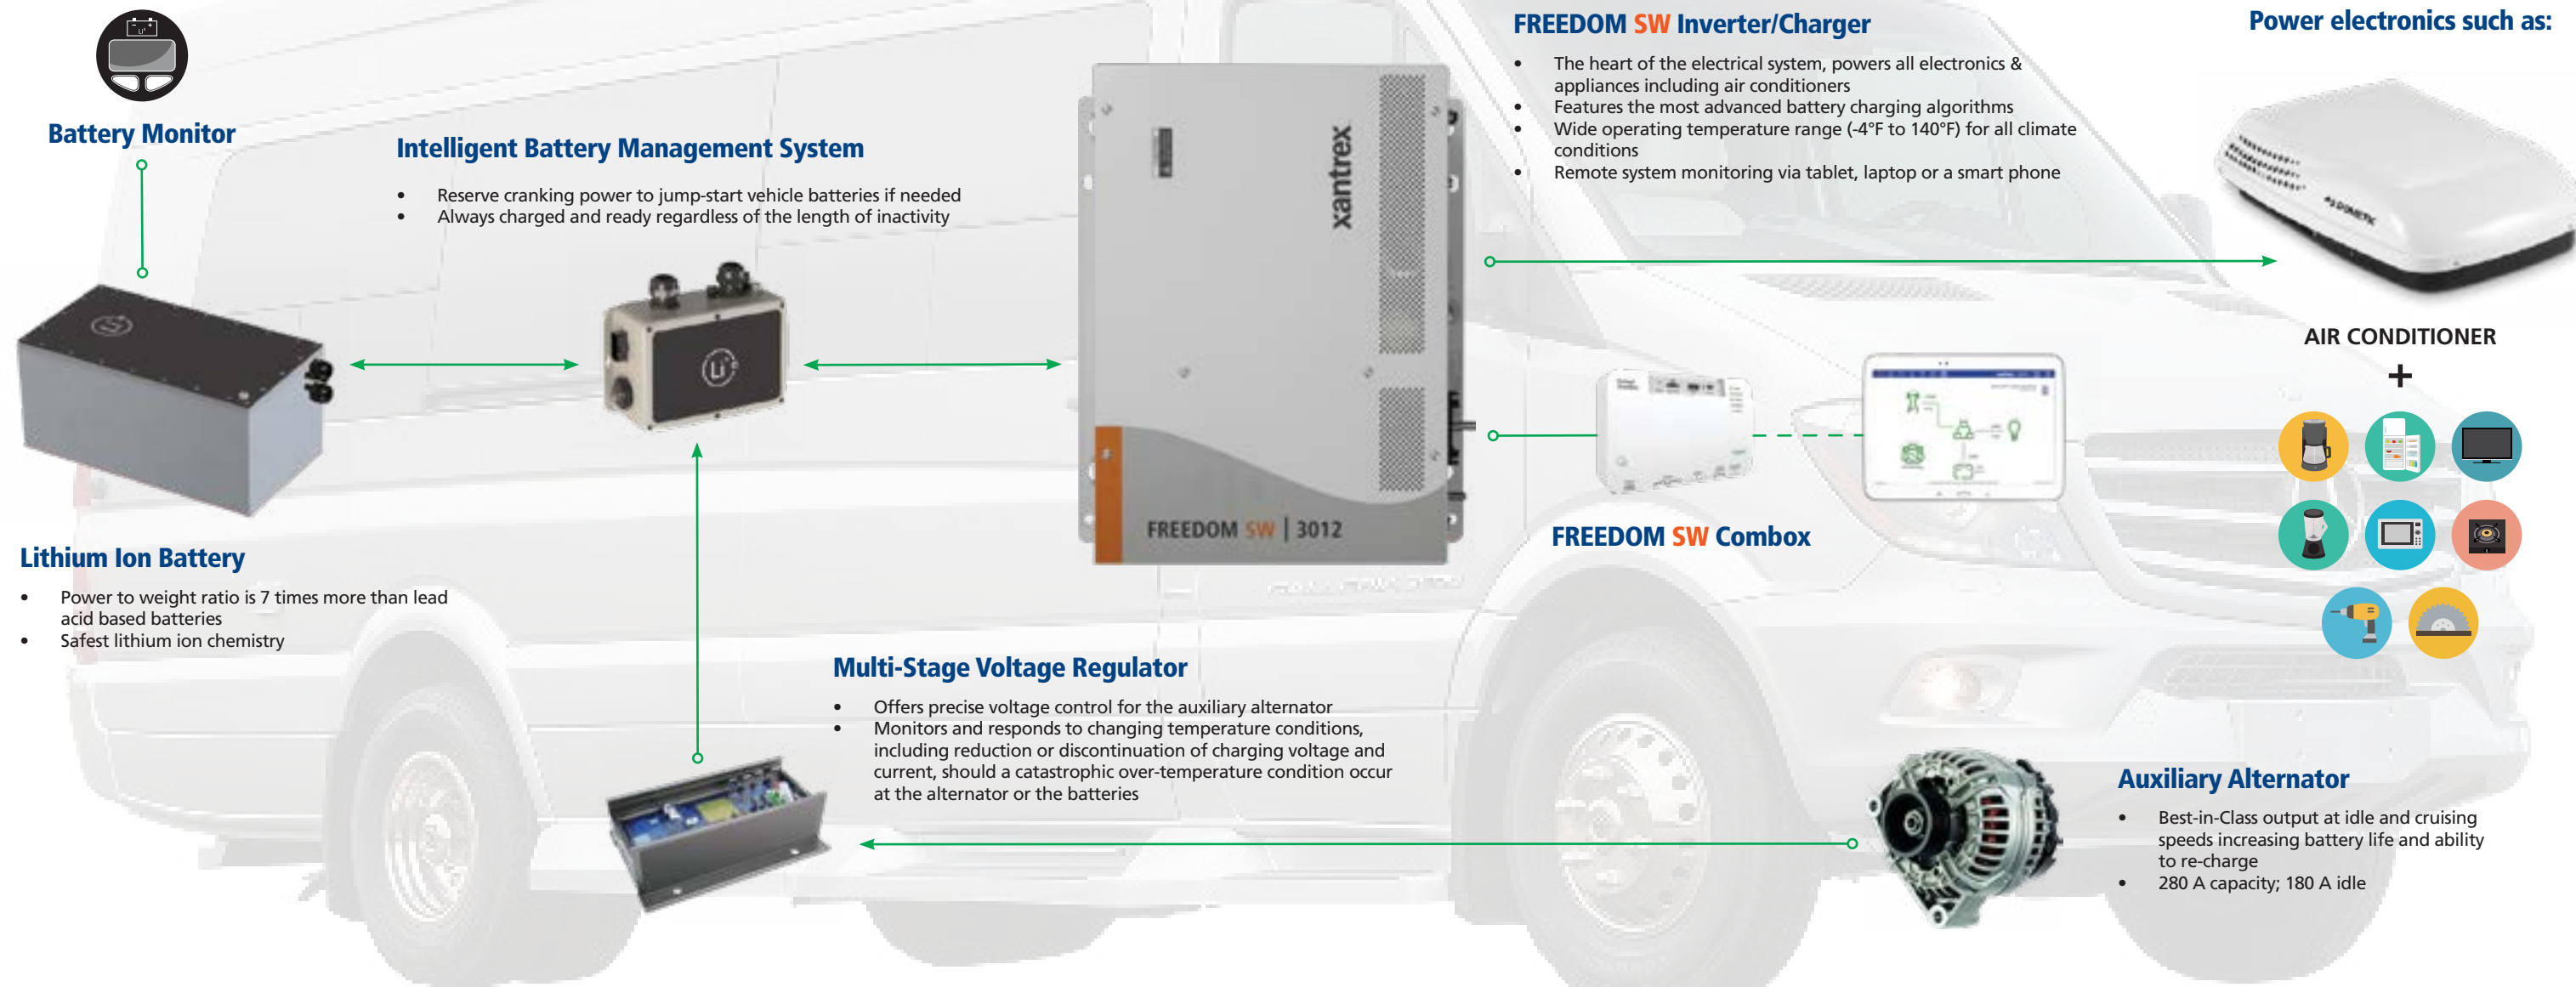 Battery Monitor
Intelligent Battery Management System
• Reserve cranking power to jump-start vehicle batteries if needed
• Always charged and ready regardless of the length of inactivity
FREEDOM SW Inverter/Charger
• The heart of the electrical system, powers all electronics &
appliances including air conditioners
• Features the most advanced battery charging algorithms
• Wide operating temperature range (-4°F to 140°F) for all climate
conditions
• Remote system monitoring via tablet, laptop or a smart phone
Power electronics such as:
xantrex
FREEDOM SW | 3012
Li
Li
DOMETIC
AIR CONDITIONER
+
FREEDOM SW Combox
Lithium Ion Battery
• Power to weight ratio is 7 times more than lead
acid based batteries
• Safest lithium ion chemistry
Multi-Stage Voltage Regulator
• Offers precise voltage control for the auxiliary alternator
• Monitors and responds to changing temperature conditions,
including reduction or discontinuation of charging voltage and
current, should a catastrophic over-temperature condition occur
at the alternator or the batteries
Auxiliary Alternator
• Best-in-Class output at idle and cruising
speeds increasing battery life and ability
to re-charge
• 280 A capacity; 180 A idle